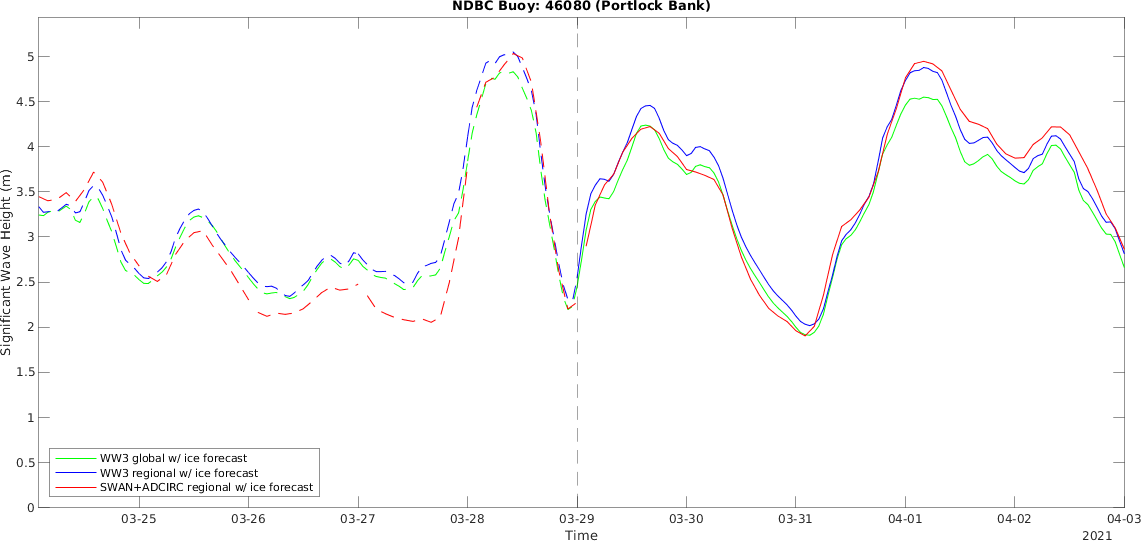 NDBC Buoy: 46080 (Portlock Bank)
Significant Wave Height (m)
5
4.5
4
3.5
3
2.5
2
1.5
1
0.5
0
WW3 global w/ ice forecast
WW3 regional w/ ice forecast
SWAN+ADCIRC regional w/ ice forecast
03-25 03-26 03-27 03-28 03-29 03-30 03-31 04-01 04-02 04-03
Time
2021